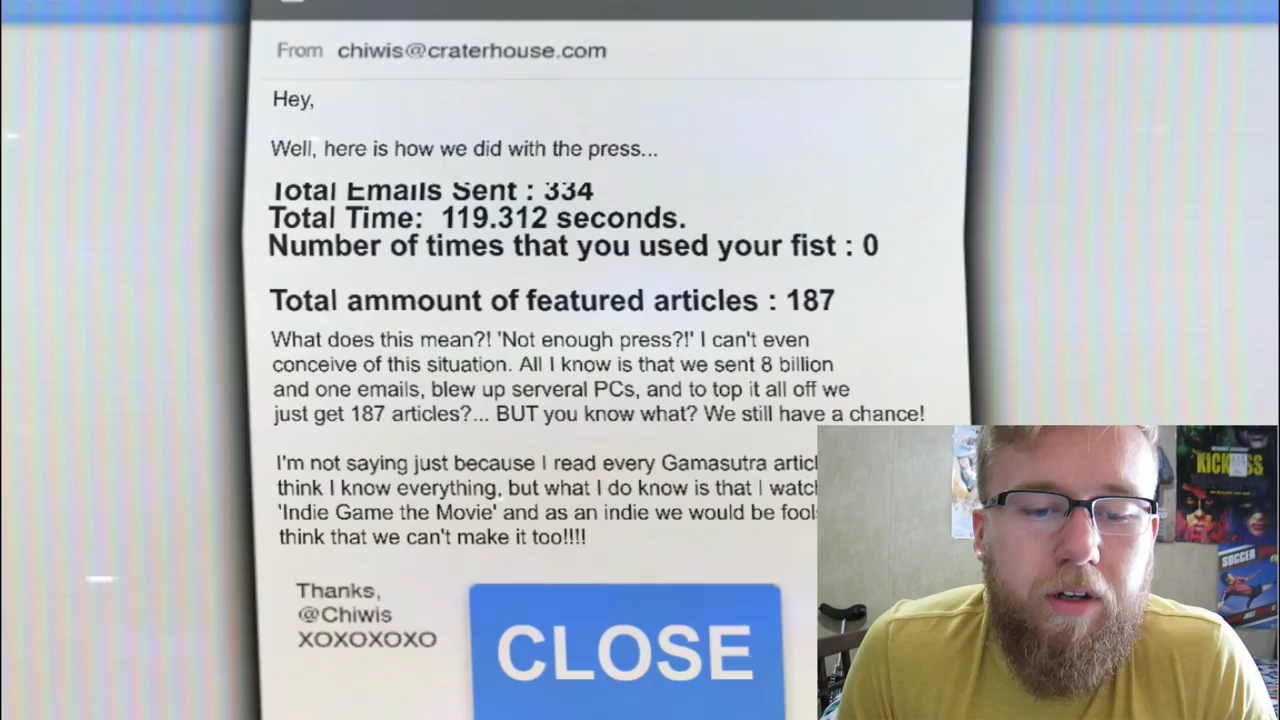 From chiwis@craterhouse.com
Hey,
Well, here is how we did with the press...
Total Emails Sent : 334
Total Time: 119.312 seconds.
Number of times that you used your fist : 0
Total ammount of featured articles : 187
What does this mean?! 'Not enough press?!' I can't even
conceive of this situation. All I know is that we sent 8 billion
and one emails, blew up serveral PCs, and to top it all off we
just get 187 articles?... BUT you know what? We still have a chance!
I'm not saying just because I read every Gamasutra
think I know everything, but what I do know is that I
'Indie Game the Movie' and as an indie we would be
think that we can't make it too!!!!
Thanks,
@Chiwis
XOXOXOXO
CLOSE
SOCCER